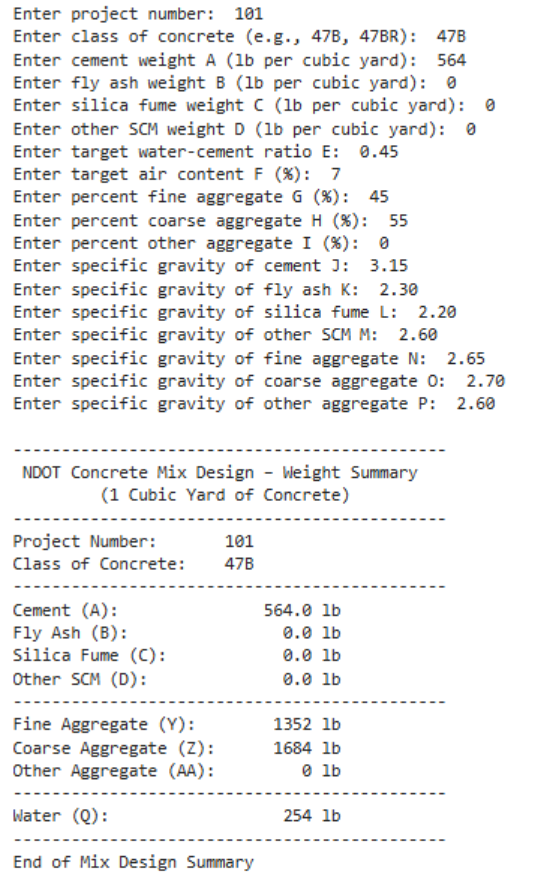 Enter project number:  101
Enter class of concrete (e.g., 47B, 47BR):  47B
Enter cement weight A (lb per cubic yard):  564
Enter fly ash weight B (lb per cubic yard):  0
Enter silica fume weight C (lb per cubic yard):  0
Enter other SCM weight D (lb per cubic yard):  0
Enter target water-cement ratio E:  0.45
Enter target air content F (%):  7
Enter percent fine aggregate G (%):  45
Enter percent coarse aggregate H (%):  55
Enter percent other aggregate I (%):  0
Enter specific gravity of cement J:  3.15
Enter specific gravity of fly ash K:  2.30
Enter specific gravity of silica fume L:  2.20
Enter specific gravity of other SCM M:  2.60
Enter specific gravity of fine aggregate N:  2.65
Enter specific gravity of coarse aggregate O:  2.70
Enter specific gravity of other aggregate P:  2.60
---------------------------------------------
 NDOT Concrete Mix Design – Weight Summary
         (1 Cubic Yard of Concrete)
---------------------------------------------
Project Number:       101
Class of Concrete:    47B
---------------------------------------------
Cement (A):               564.0 lb
Fly Ash (B):                0.0 lb
Silica Fume (C):            0.0 lb
Other SCM (D):              0.0 lb
---------------------------------------------
Fine Aggregate (Y):        1352 lb
Coarse Aggregate (Z):      1684 lb
Other Aggregate (AA):         0 lb
---------------------------------------------
Water (Q):                  254 lb
---------------------------------------------
End of Mix Design Summary